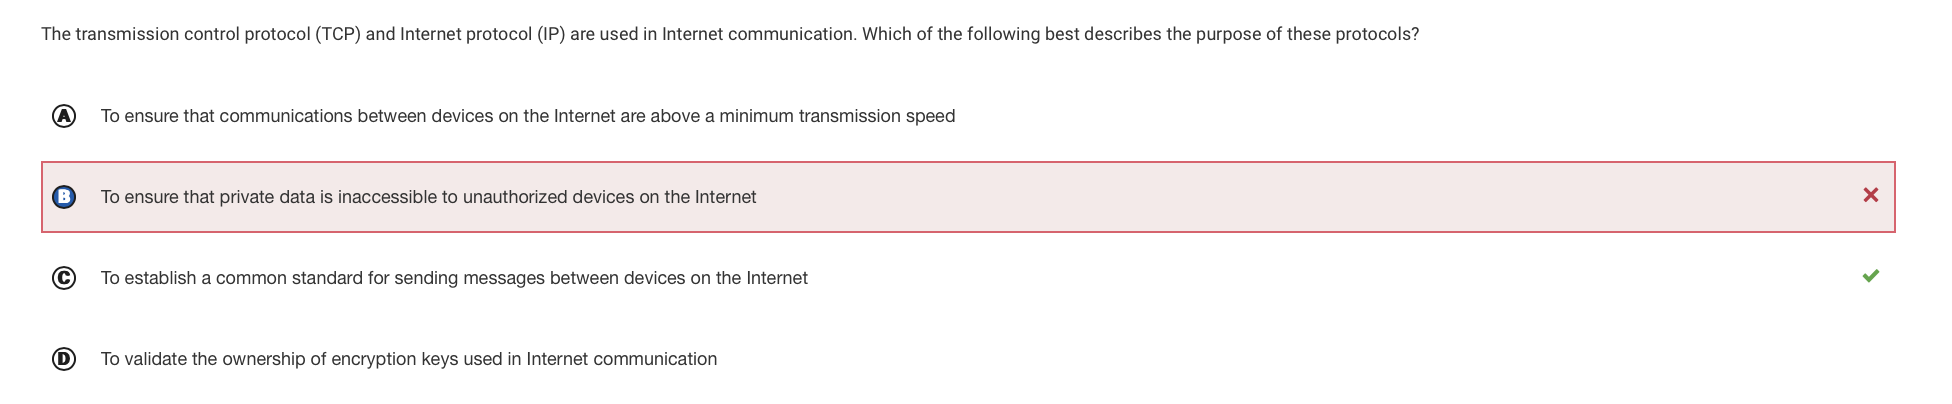 The transmission control protocol (TCP) and Internet protocol (IP) are used in Internet communication. Which of the following best describes the purpose of these protocols?
A To ensure that communications between devices on the Internet are above a minimum transmission speed
B To ensure that private data is inaccessible to unauthorized devices on the Internet
C To establish a common standard for sending messages between devices on the Internet
D To validate the ownership of encryption keys used in Internet communication